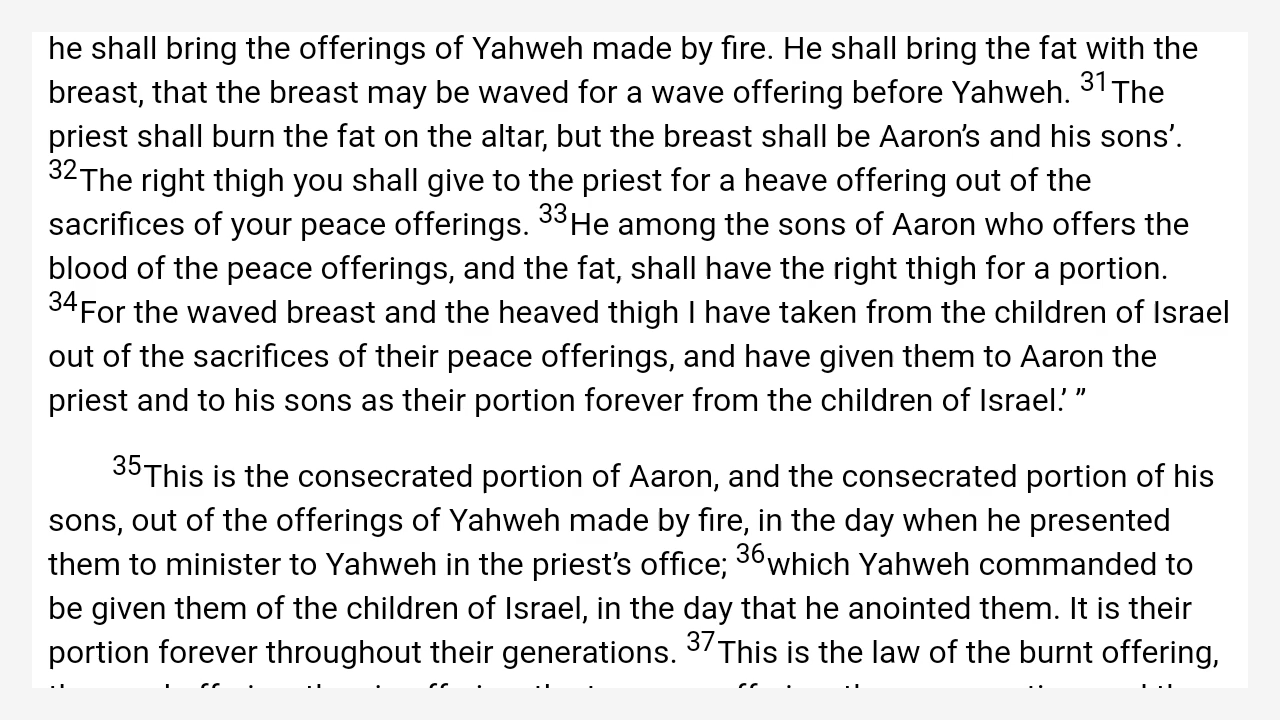 he shall bring the offerings of Yahweh made by fire. He shall bring the fat with the
breast, that the breast may be waved for a wave offering before Yahweh. 31The
priest shall burn the fat on the altar, but the breast shall be Aaron’s and his sons’.
32The right thigh you shall give to the priest for a heave offering out of the
sacrifices of your peace offerings. 33He among the sons of Aaron who offers the
blood of the peace offerings, and the fat, shall have the right thigh for a portion.
34For the waved breast and the heaved thigh I have taken from the children of Israel
out of the sacrifices of their peace offerings, and have given them to Aaron the
priest and to his sons as their portion forever from the children of Israel.’ ”
35This is the consecrated portion of Aaron, and the consecrated portion of his
sons, out of the offerings of Yahweh made by fire, in the day when he presented
them to minister to Yahweh in the priest’s office; 36which Yahweh commanded to
be given them of the children of Israel, in the day that he anointed them. It is their
portion forever throughout their generations. 37This is the law of the burnt offering,